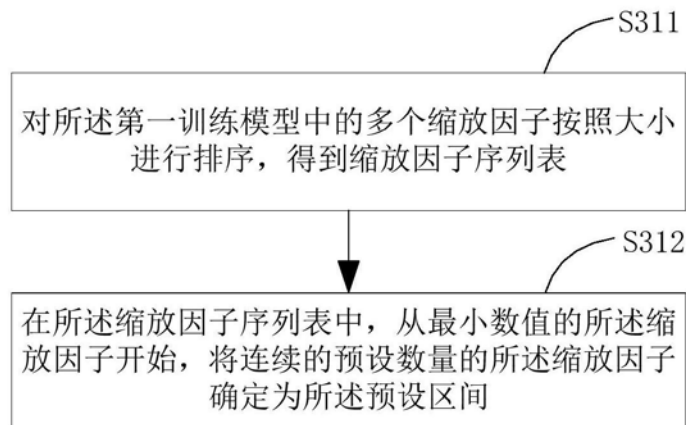 S311
对所述第一训练模型中的多个缩放因子按照大小
进行排序，得到缩放因子序列表
S312
在所述缩放因子序列表中，从最小数值的所述缩
放因子开始，将连续的预设数量的所述缩放因子
确定为所述预设区间